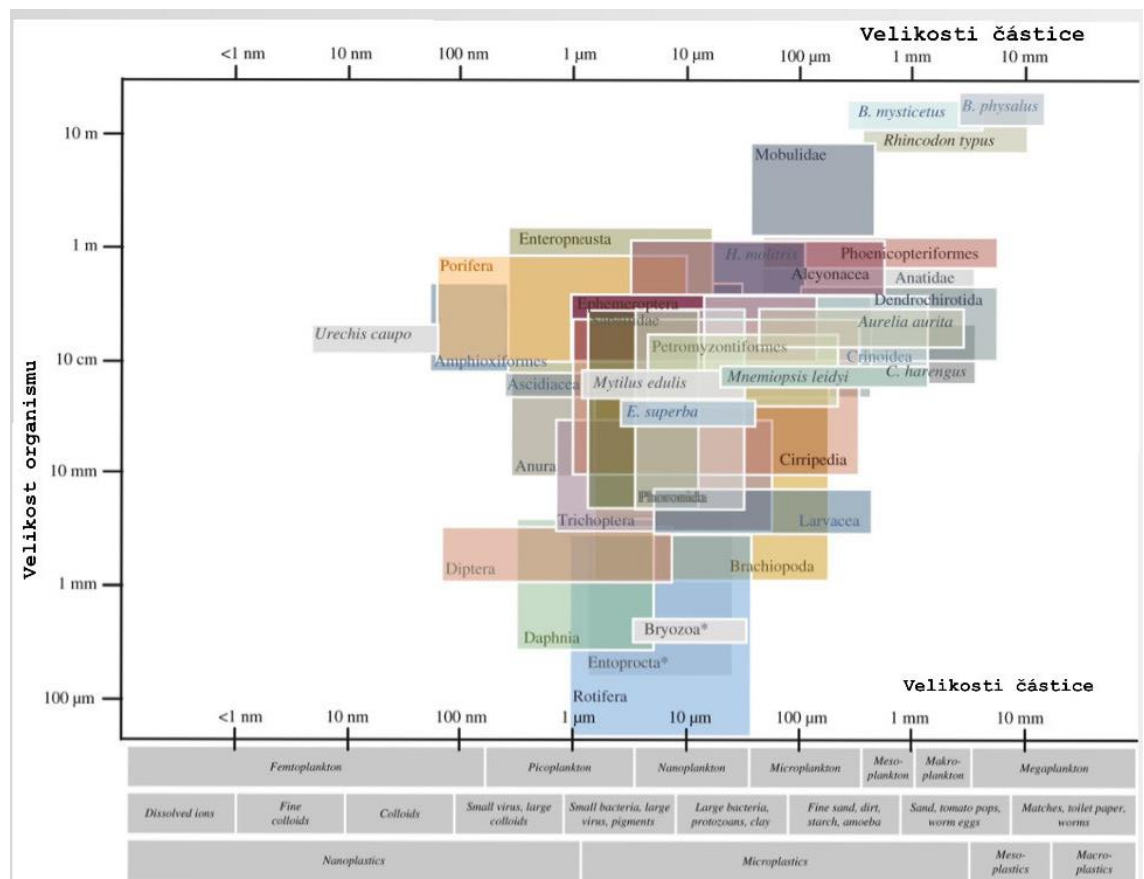 Velikosti částice
<1 nm 10 nm 100 nm 1 µm 10 µm 100 µm 1 mm 10 mm
Velikost organismu
10 m
1 m
10 cm
10 mm
1 mm
100 µm
B. mysticetus
B. physalus
Rhincodon typus
Mobulidae
Enteropneusta
H. molitrix
Phoenicopteriformes
Porifera
Alcyonacea
Anatidae
Ephemeroptera
Dendrochirotida
Urechis caupo
Aurelia aurita
Petromyzontiformes
Amphioxiformes
Crinoidea
C. harengus
Ascidiacea
Mytilus edulis
Mnemiopsis leidyi
E. superba
Anura
Cirripedia
Phoronida
Trichoptera
Larvacea
Diptera
Brachiopoda
Daphnia
Bryozoa*
Entoprocta*
Rotifera
Velikosti částice
<1 nm 10 nm 100 nm 1 µm 10 µm 100 µm 1 mm 10 mm
Femtoplankton
Picoplankton
Nanoplankton
Microplankton
Meso-
plankton
Makro-
plankton
Megaplankton
Dissolved ions
Fine
colloids
Colloids
Small virus, large
colloids
Small bacteria, large
virus, pigments
Large bacteria,
protozoans, clay
Fine sand, dirt,
starch, amoeba
Sand, tomato pops,
worm eggs
Matches, toilet paper,
worms
Nanoplastics
Microplastics
Meso-
plastics
Macro-
plastics